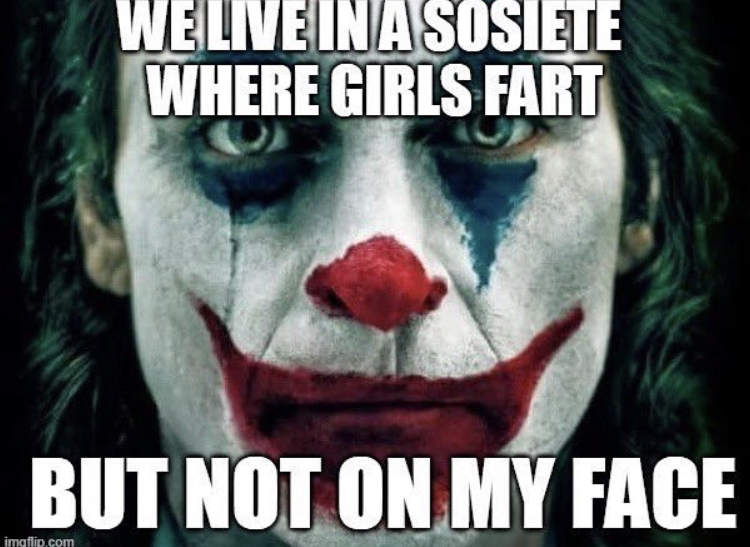 WE LIVE IN A SOSIETE
WHERE GIRLS FART
BUT NOT ON MY FACE
imgflip.com